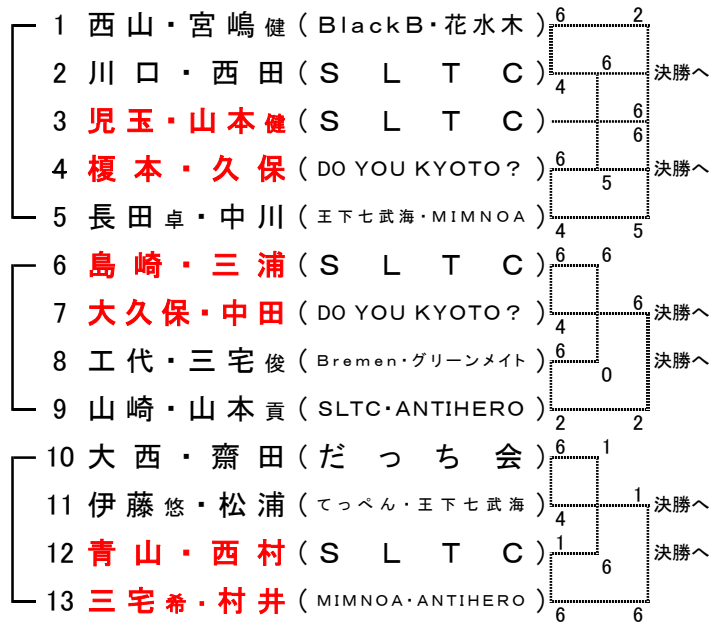 1 西山・宮嶋健(BlackB・花水木) 6 2
2 川口・西田(SLTC) 4 6 決勝へ
3 児玉・山本健(SLTC) 6 6
4 榎本・久保(DO YOU KYOTO?) 6 5 決勝へ
5 長田卓・中川(王下七武海・MIMNOA) 4 5
6 島崎・三浦(SLTC) 6 6
7 大久保・中田(DO YOU KYOTO?) 4 6 決勝へ
8 工代・三宅俊(Bremen・グリーンメイト) 6 0 決勝へ
9 山崎・山本貢(SLTC・ANTIHERO) 2 2
10 大西・齋田(だっち会) 6 1
11 伊藤悠・松浦(てっぺん・王下七武海) 4 1 決勝へ
12 青山・西村(SLTC) 1 6 決勝へ
13 三宅希・村井(MIMNOA・ANTIHERO) 6 6